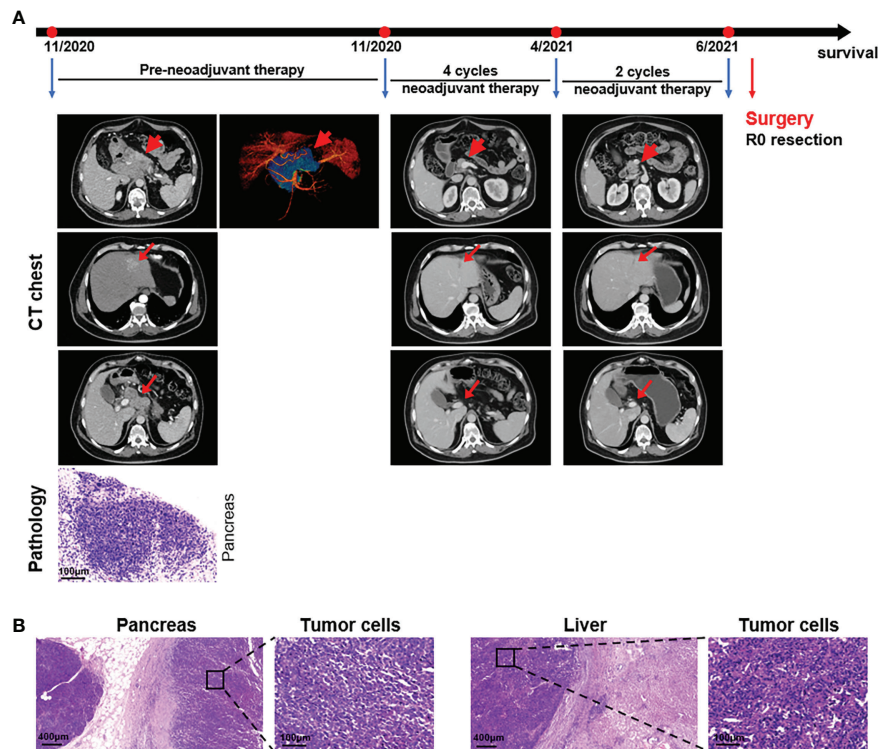 A
11/2020
11/2020
4/2021
6/2021
survival
Pre-neoadjuvant therapy
4 cycles
neoadjuvant therapy
2 cycles
neoadjuvant therapy
Surgery
R0 resection
CT chest
Pathology
100µm
Pancreas
B
Pancreas
Tumor cells
Liver
Tumor cells
400µm
100µm
400µm
100µm